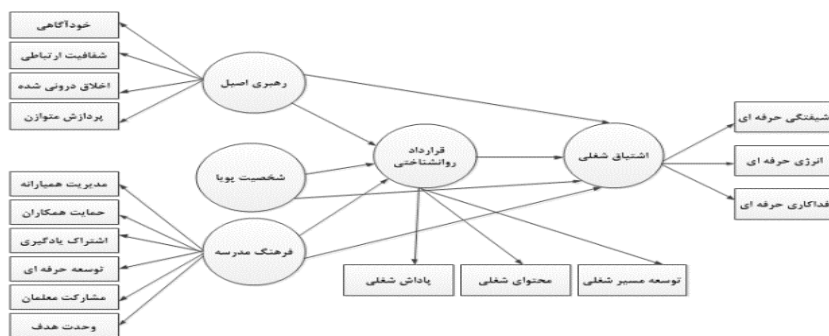 خودآگاهی
شفافیت ارتباطی
اخلاق درونی شده
پردازش متوازن
رهبری اصیل
شخصیت پویا
مدیریت همیارانه
حمایت همکاران
اشتراک یادگیری
توسعه حرفه ای
مشارکت معلمان
وحدت هدف
فرهنگ مدرسه
قرارداد
روانشناختی
اشتیاق شغلی
شیفتگی حرفه ای
انرژی حرفه ای
فداکاری حرفه ای
پاداش شغلی
محتوای شغلی
توسعه مسیر شغلی